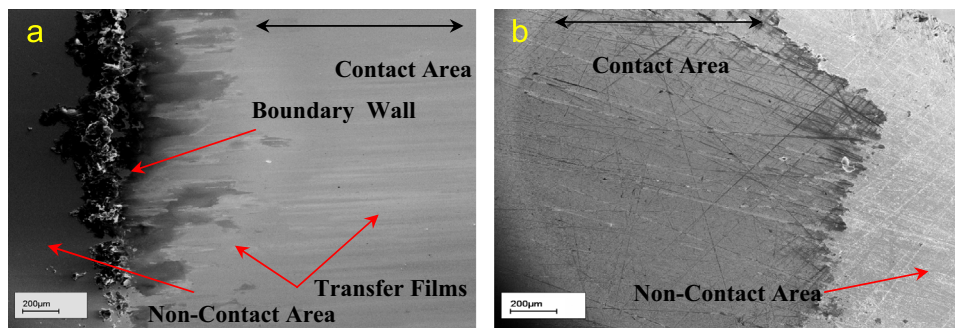 a
Contact Area
Boundary Wall
Transfer Films
Non-Contact Area
200µm
b
Contact Area
Non-Contact Area
200µm